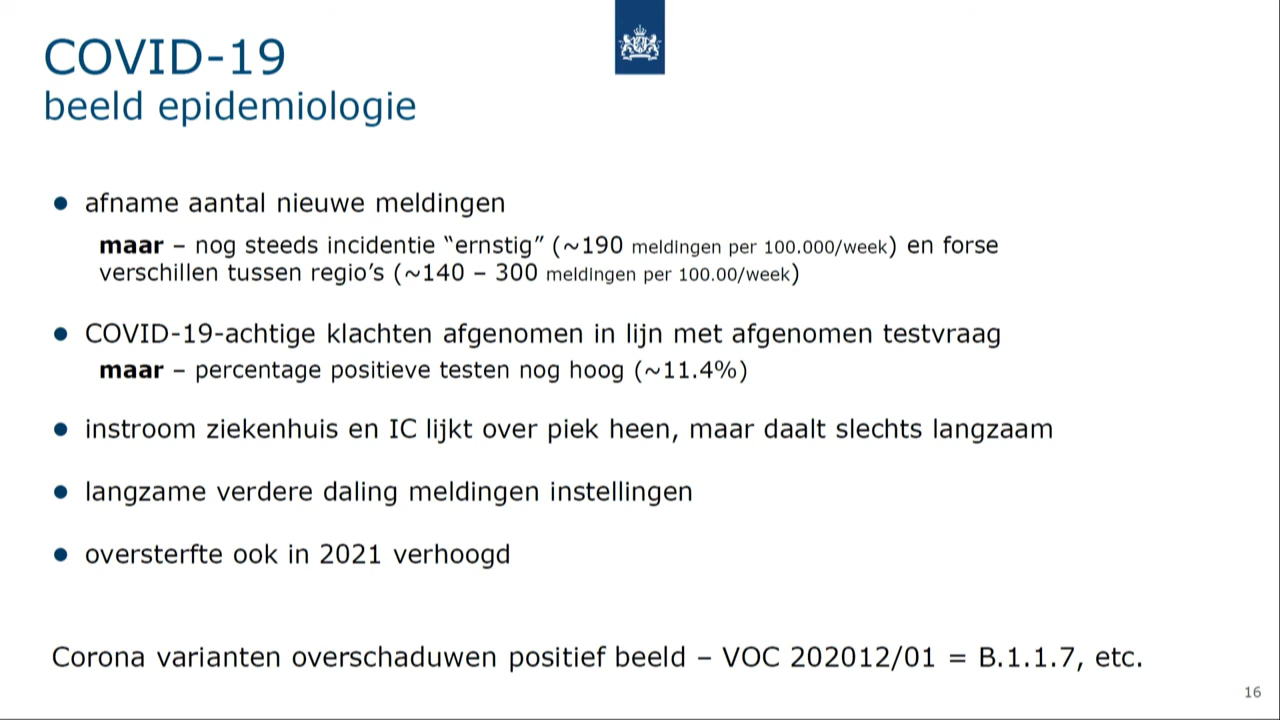 COVID-19
beeld epidemiologie
● afname aantal nieuwe meldingen
maar – nog steeds incidentie “ernstig” (~190 meldingen per 100.000/week) en forse
verschillen tussen regio’s (~140 – 300 meldingen per 100.00/week)
● COVID-19-achtige klachten afgenomen in lijn met afgenomen testvraag
maar – percentage positieve testen nog hoog (~11.4%)
● instroom ziekenhuis en IC lijkt over piek heen, maar daalt slechts langzaam
● langzame verdere daling meldingen instellingen
● oversterfte ook in 2021 verhoogd
Corona varianten overschaduwen positief beeld – VOC 202012/01 = B.1.1.7, etc.
16